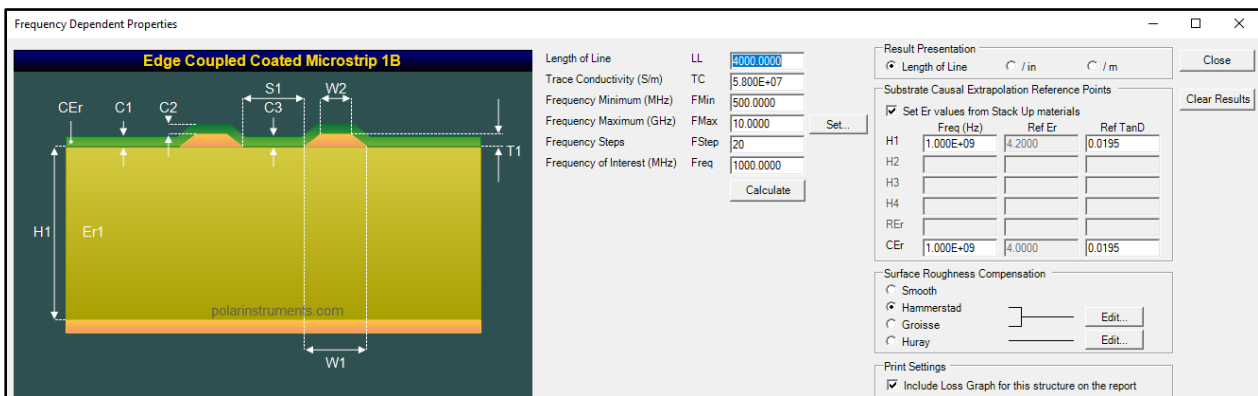 Frequency Dependent Properties
Edge Coupled Coated Microstrip 1B
CEr C1 C2 S1 C3 W2
T1
H1 Er1
polarinstruments.com
W1
Length of Line LL 4000.0000
Trace Conductivity (S/m) TC 5.800E+07
Frequency Minimum (MHz) FMin 500.0000
Frequency Maximum (GHz) FMax 10.0000 Set...
Frequency Steps FStep 20
Frequency of Interest (MHz) Freq 1000.0000
Calculate
Result Presentation
Length of Line / in / m
Substrate Causal Extrapolation Reference Points
Set Er values from Stack Up materials
Freq (Hz) Ref Er Ref TanD
H1 1.000E+09 4.2000 0.0195
H2
H3
H4
REr
CEr 1.000E+09 4.0000 0.0195
Surface Roughness Compensation
Smooth
Hammerstad
Groisse
Edit...
Huray Edit...
Print Settings
Include Loss Graph for this structure on the report
Close
Clear Results